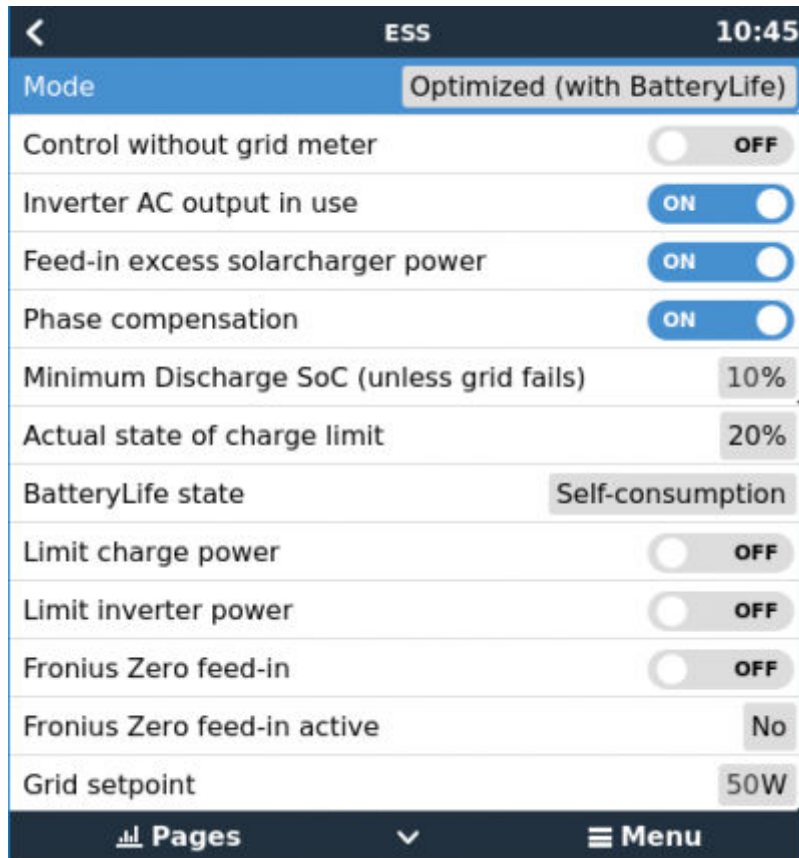 ESS 10:45
Mode Optimized (with BatteryLife)
Control without grid meter OFF
Inverter AC output in use ON
Feed-in excess solarcharger power ON
Phase compensation ON
Minimum Discharge SoC (unless grid fails) 10%
Actual state of charge limit 20%
BatteryLife state Self-consumption
Limit charge power OFF
Limit inverter power OFF
Fronius Zero feed-in OFF
Fronius Zero feed-in active No
Grid setpoint 50W
Pages Menu